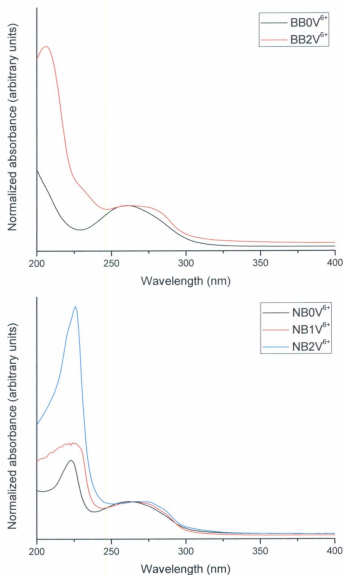 BB0V6+
BB2V6+
Normalized absorbance (arbitrary units)
200 250 300 350 400
Wavelength (nm)
NB0V6+
NB1V6+
NB2V6+
Normalized absorbance (arbitrary units)
200 250 300 350 400
Wavelength (nm)